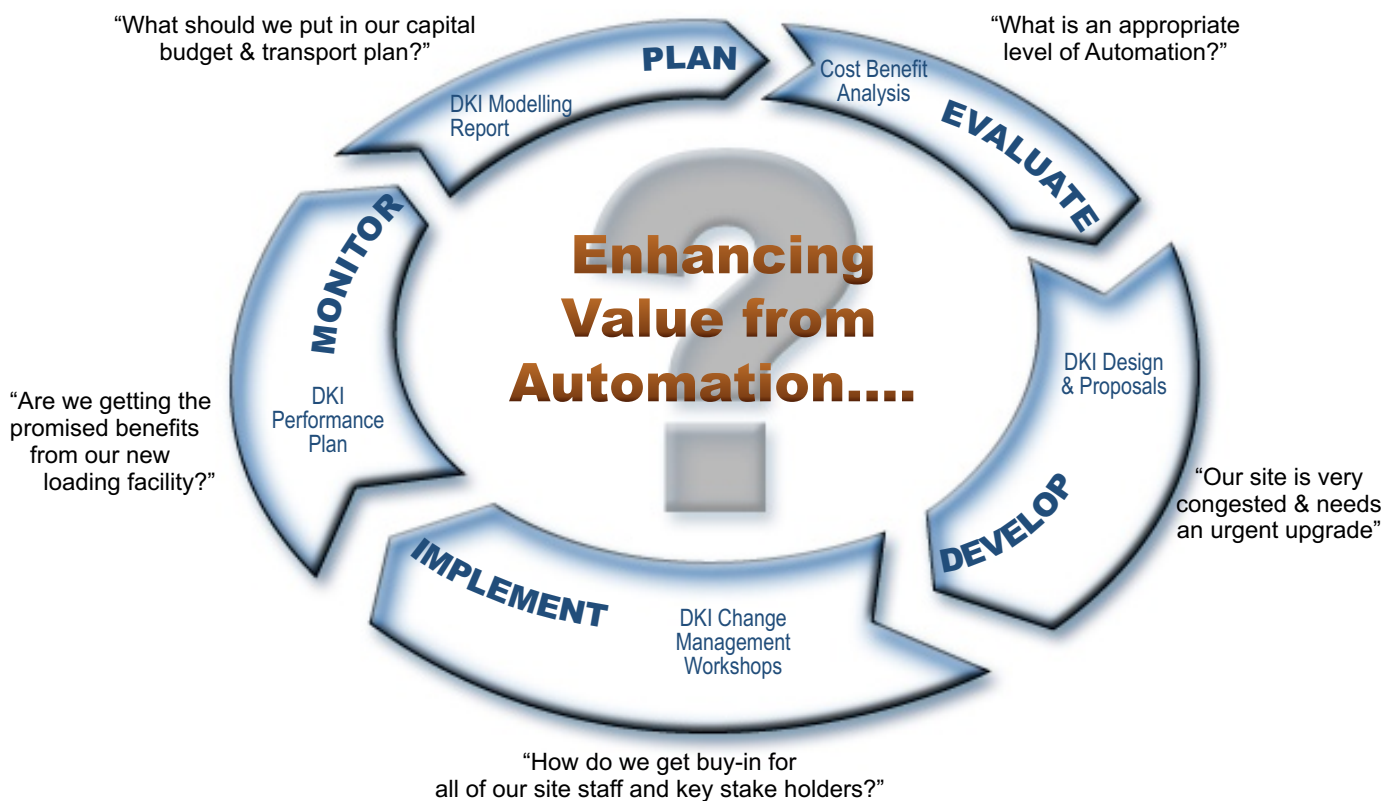 “What should we put in our capital
budget & transport plan?”
PLAN
DKI Modelling
Report
“What is an appropriate
level of Automation?”
Cost Benefit
Analysis
EVALUATE
Enhancing
Value from
Automation....
DKI Design
& Proposals
DEVELOP
“Our site is very
congested & needs
an urgent upgrade”
IMPLEMENT
DKI Change
Management
Workshops
“How do we get buy-in for
all of our site staff and key stake holders?”
MONITOR
DKI
Performance
Plan
“Are we getting the
promised benefits
from our new
loading facility?”